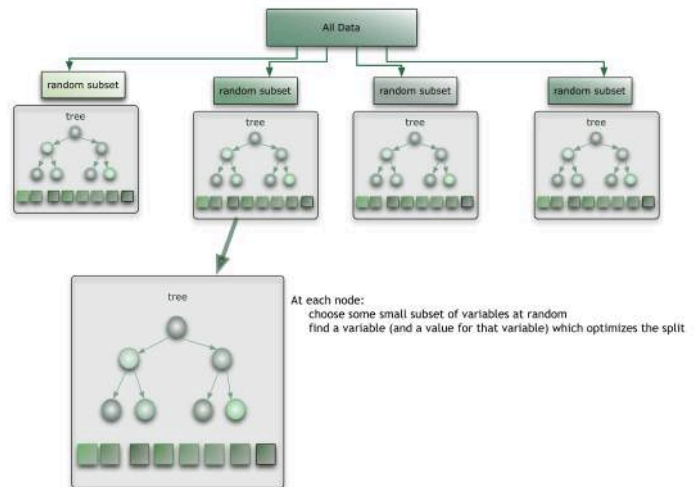 All Data
random subset
random subset
random subset
random subset
tree
tree
tree
tree
tree
At each node:
choose some small subset of variables at random
find a variable (and a value for that variable) which optimizes the split